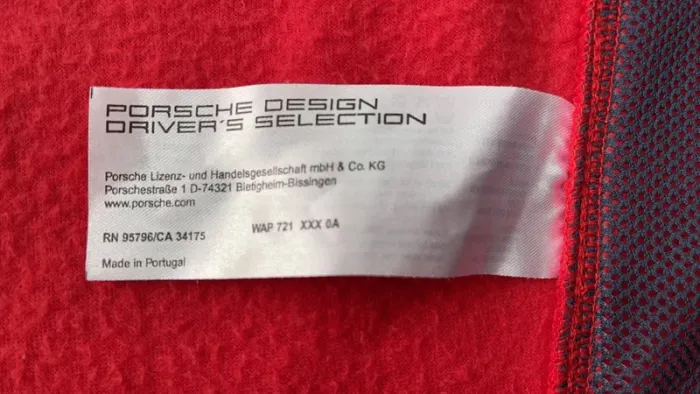 PORSCHE DESIGN
DRIVER'S SELECTION
Porsche Lizenz- und Handelsgesellschaft mbH & Co. KG
Porschestraße 1 D-74321 Bietigheim-Bissingen
www.porsche.com
RN 95796/CA 34175
WAP 721 XXX 0A
Made in Portugal